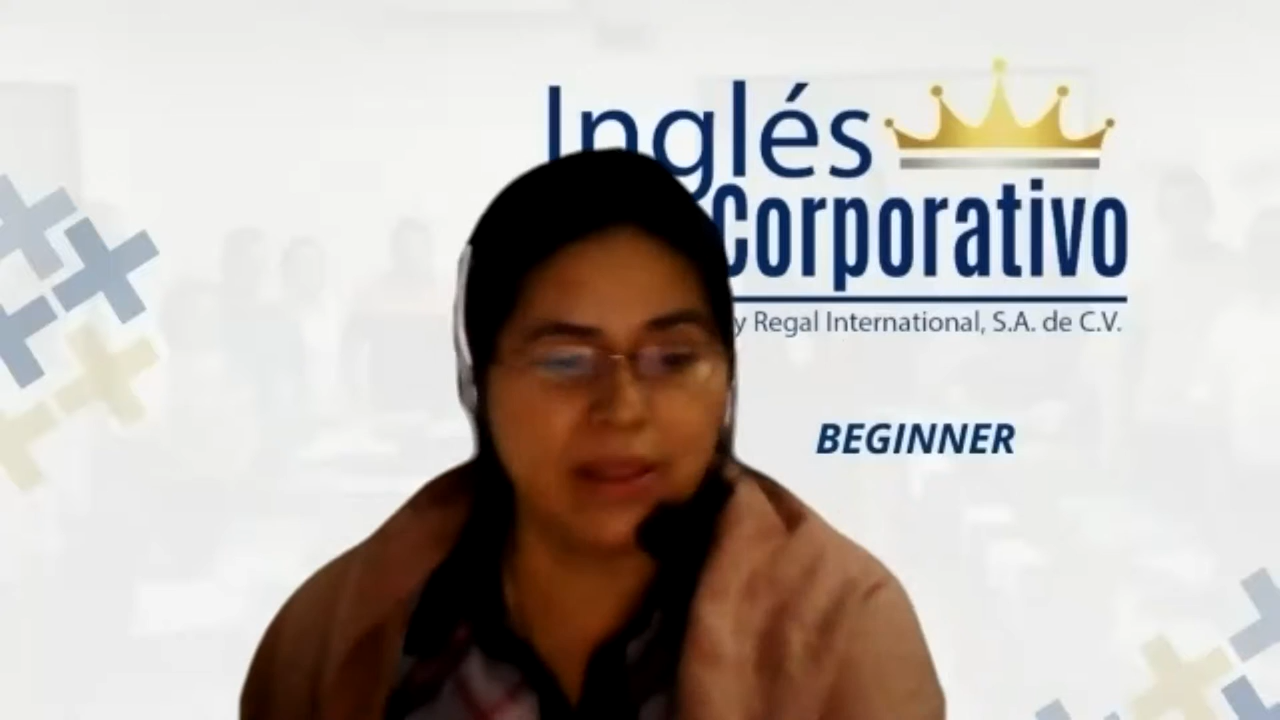 Inglés
Corporativo
y Regal International, S.A. de C.V.
BEGINNER